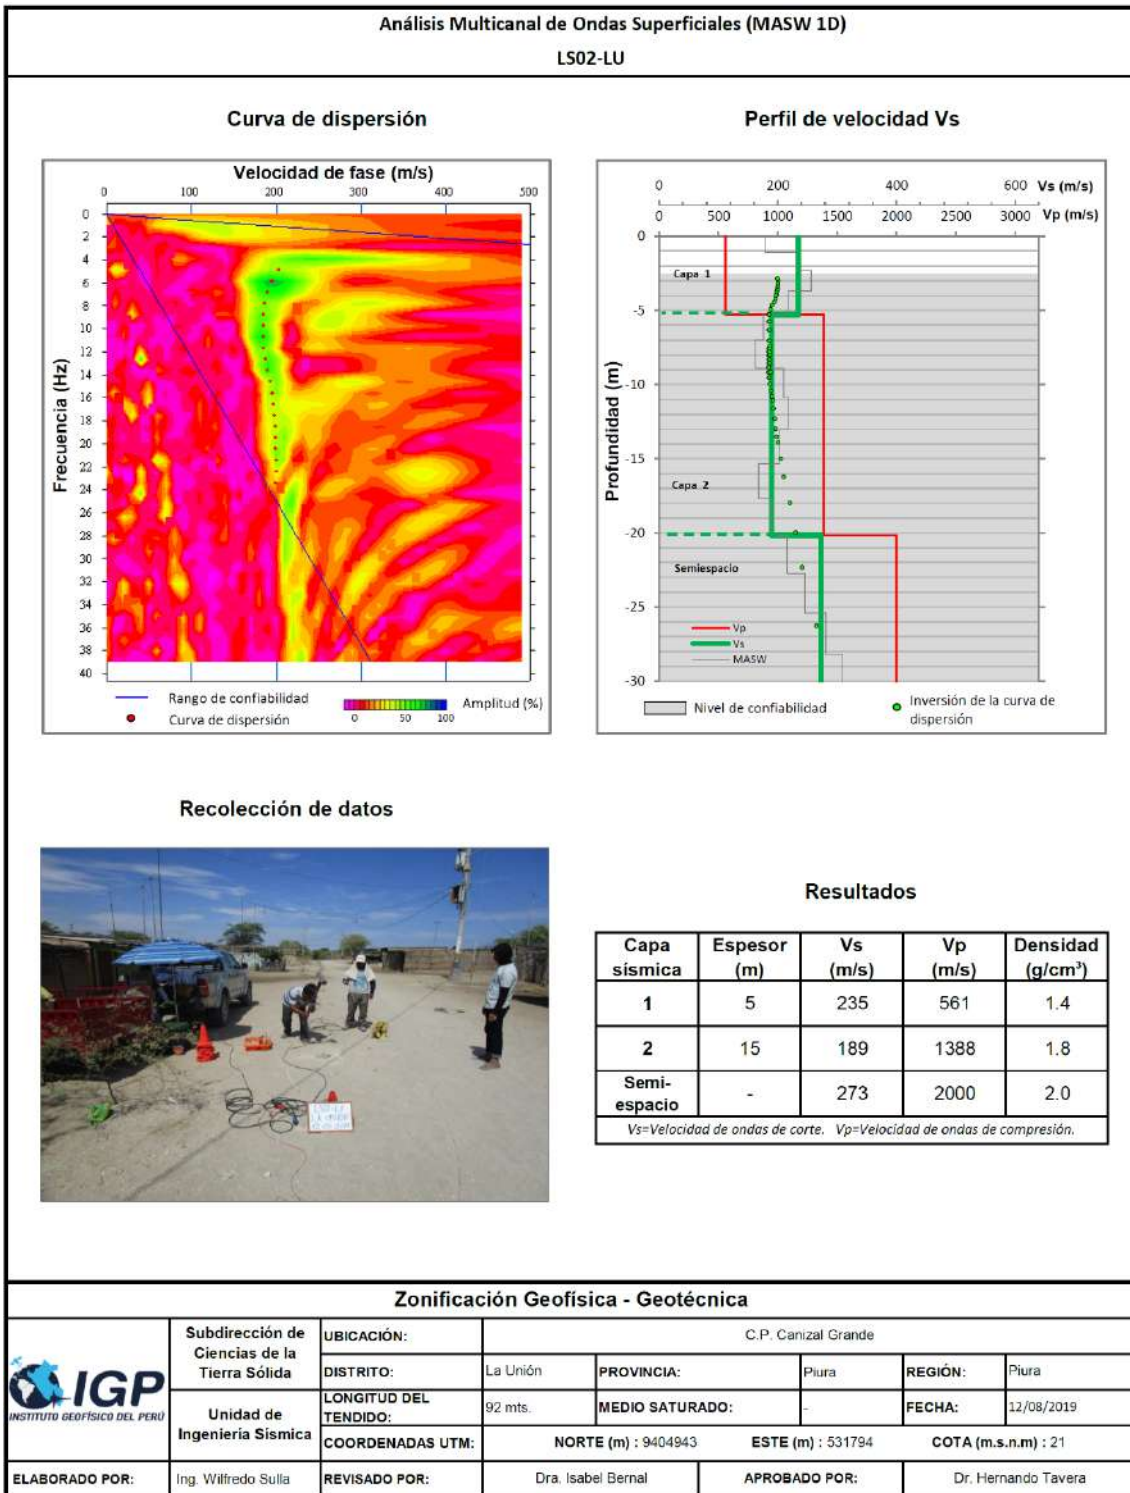 Análisis Multicanal de Ondas Superficiales (MASW 1D)
LS02-LU
Curva de dispersión
Velocidad de fase (m/s)
0 100 200 300 400 500
Frecuencia (Hz)
0
2
4
6
8
10
12
14
16
18
20
22
24
26
28
30
32
34
36
38
40
Rango de confiabilidad
Curva de dispersión
Amplitud (%)
0 50 100
Perfil de velocidad Vs
0 200 400 600 Vs (m/s)
0 500 1000 1500 2000 2500 3000 Vp (m/s)
Profundidad (m)
0
-5
-10
-15
-20
-25
-30
Capa 1
Capa 2
Semiespacio
Vp
Vs
MASW
Nivel de confiabilidad
Inversión de la curva de
dispersión
Recolección de datos
LS02-LU
Resultados
Capa sísmica Espesor (m) Vs (m/s) Vp (m/s) Densidad (g/cm³)
1 5 235 561 1.4
2 15 189 1388 1.8
Semi-espacio - 273 2000 2.0
Vs=Velocidad de ondas de corte. Vp=Velocidad de ondas de compresión.
Zonificación Geofísica - Geotécnica
IGP
INSTITUTO GEOFÍSICO DEL PERÚ
Subdirección de
Ciencias de la
Tierra Sólida
Unidad de
Ingeniería Sísmica
UBICACIÓN: C.P. Canizal Grande
DISTRITO: La Unión PROVINCIA: Piura REGIÓN: Piura
LONGITUD DEL TENDIDO: 92 mts. MEDIO SATURADO: - FECHA: 12/08/2019
COORDENADAS UTM: NORTE (m) : 9404943 ESTE (m) : 531794 COTA (m.s.n.m) : 21
ELABORADO POR: Ing. Wilfredo Sulla REVISADO POR: Dra. Isabel Bernal APROBADO POR: Dr. Hernando Tavera